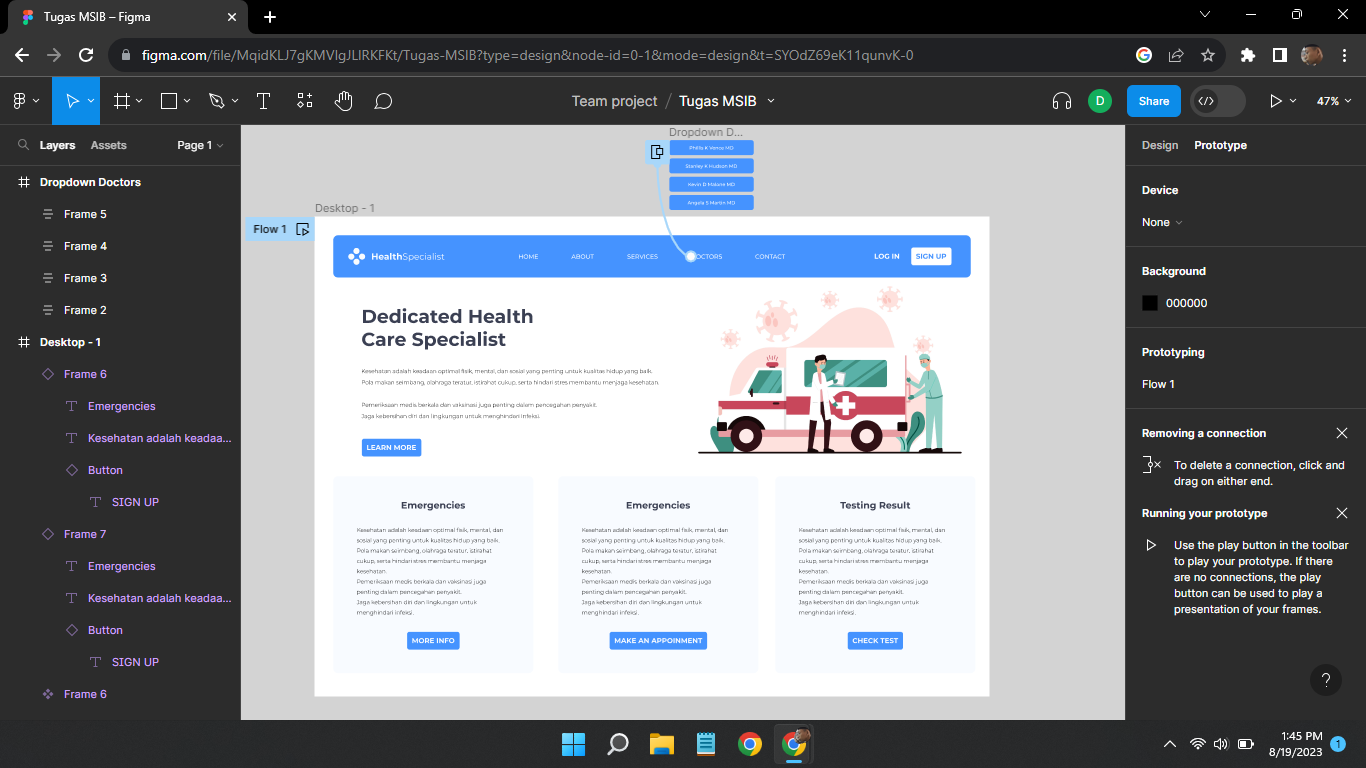 Tugas MSIB – Figma
figma.com/file/MqidKLJ7gKMVlgJLIRKFKt/Tugas-MSIB?type=design&node-id=0-1&mode=design&t=SYOdZ69eK11qunvK-0
Team project / Tugas MSIB
D
Share
47%
Layers
Assets
Page 1
Dropdown Doctors
Frame 5
Frame 4
Frame 3
Frame 2
Desktop - 1
Frame 6
Emergencies
Kesehatan adalah keadaa...
Button
SIGN UP
Frame 7
Emergencies
Kesehatan adalah keadaa...
Button
SIGN UP
Frame 6
Dropdown D...
Phillis K Vance MD
Stanley K Hudson MD
Kevin D Malone MD
Angela S Martin MD
Desktop - 1
Flow 1
HealthSpecialist
HOME
ABOUT
SERVICES
OCTORS
CONTACT
LOG IN
SIGN UP
Dedicated Health
Care Specialist
Kesehatan adalah keadaan optimal fisik, mental, dan sosial yang penting untuk kualitas hidup yang baik.
Pola makan seimbang, olahraga teratur, istirahat cukup, serta hindari stres membantu menjaga kesehatan.
Pemeriksaan medis berkala dan vaksinasi juga penting dalam pencegahan penyakit.
Jaga kebersihan diri dan lingkungan untuk menghindari infeksi.
LEARN MORE
Emergencies
Kesehatan adalah keadaan optimal fisik, mental, dan
sosial yang penting untuk kualitas hidup yang baik.
Pola makan seimbang, olahraga teratur, istirahat
cukup, serta hindari stres membantu menjaga
kesehatan.
Pemeriksaan medis berkala dan vaksinasi juga
penting dalam pencegahan penyakit.
Jaga kebersihan diri dan lingkungan untuk
menghindari infeksi.
MORE INFO
Emergencies
Kesehatan adalah keadaan optimal fisik, mental, dan
sosial yang penting untuk kualitas hidup yang baik.
Pola makan seimbang, olahraga teratur, istirahat
cukup, serta hindari stres membantu menjaga
kesehatan.
Pemeriksaan medis berkala dan vaksinasi juga
penting dalam pencegahan penyakit.
Jaga kebersihan diri dan lingkungan untuk
menghindari infeksi.
MAKE AN APPOINMENT
Testing Result
Kesehatan adalah keadaan optimal fisik, mental, dan
sosial yang penting untuk kualitas hidup yang baik.
Pola makan seimbang, olahraga teratur, istirahat
cukup, serta hindari stres membantu menjaga
kesehatan.
Pemeriksaan medis berkala dan vaksinasi juga
penting dalam pencegahan penyakit.
Jaga kebersihan diri dan lingkungan untuk
menghindari infeksi.
CHECK TEST
Design
Prototype
Device
None
Background
000000
Prototyping
Flow 1
Removing a connection
To delete a connection, click and
drag on either end.
Running your prototype
Use the play button in the toolbar
to play your prototype. If there
are no connections, the play
button can be used to play a
presentation of your frames.
?
1:45 PM
8/19/2023
1